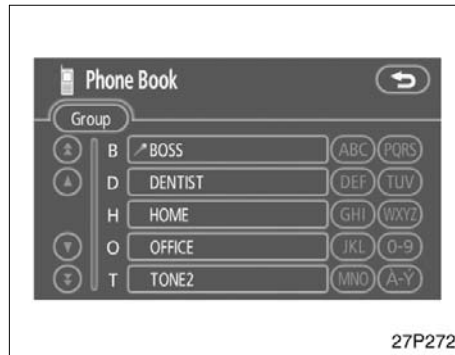 Phone Book
Group
B BOSS ABC PQRS
D DENTIST DEF TUV
H HOME GHI WXYZ
O OFFICE JKL 0-9
T TONE2 MNO À-Ý
27P272